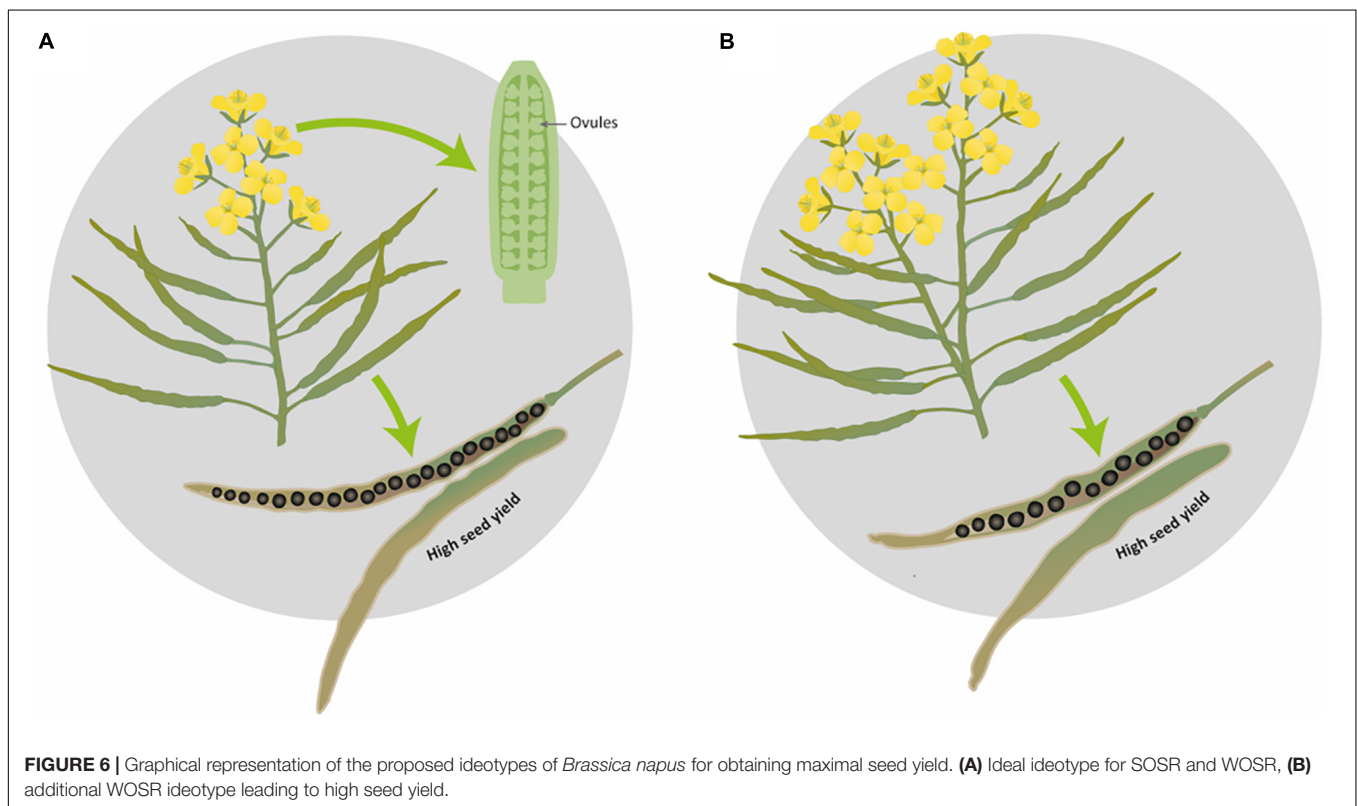 A
B
Ovules
High seed yield
High seed yield
FIGURE 6 | Graphical representation of the proposed ideotypes of Brassica napus for obtaining maximal seed yield. (A) Ideal ideotype for SOSR and WOSR, (B)
additional WOSR ideotype leading to high seed yield.